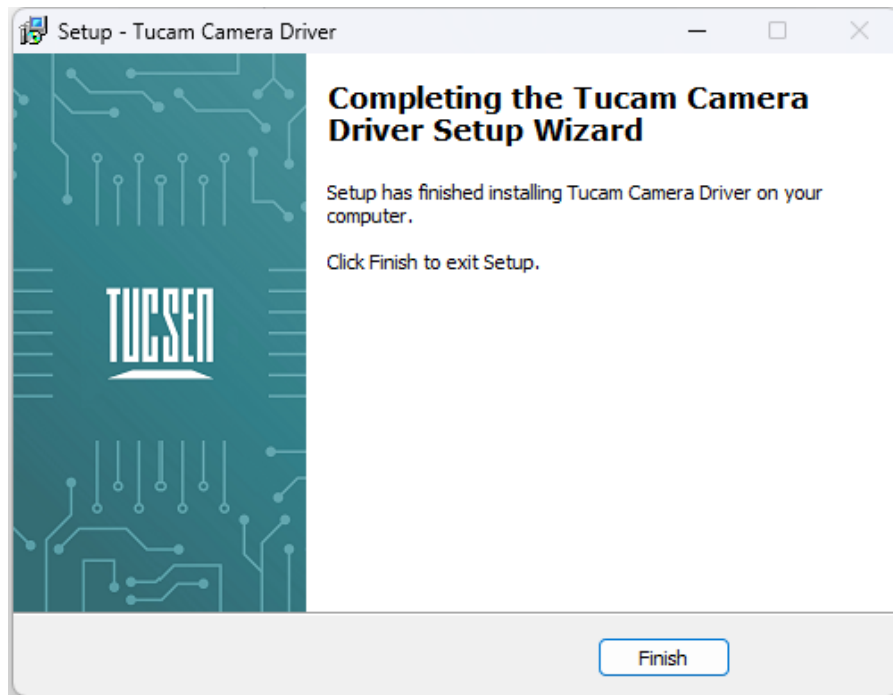 Setup - Tucam Camera Driver
Completing the Tucam Camera
Driver Setup Wizard
Setup has finished installing Tucam Camera Driver on your
computer.
Click Finish to exit Setup.
TUCSEN
Finish